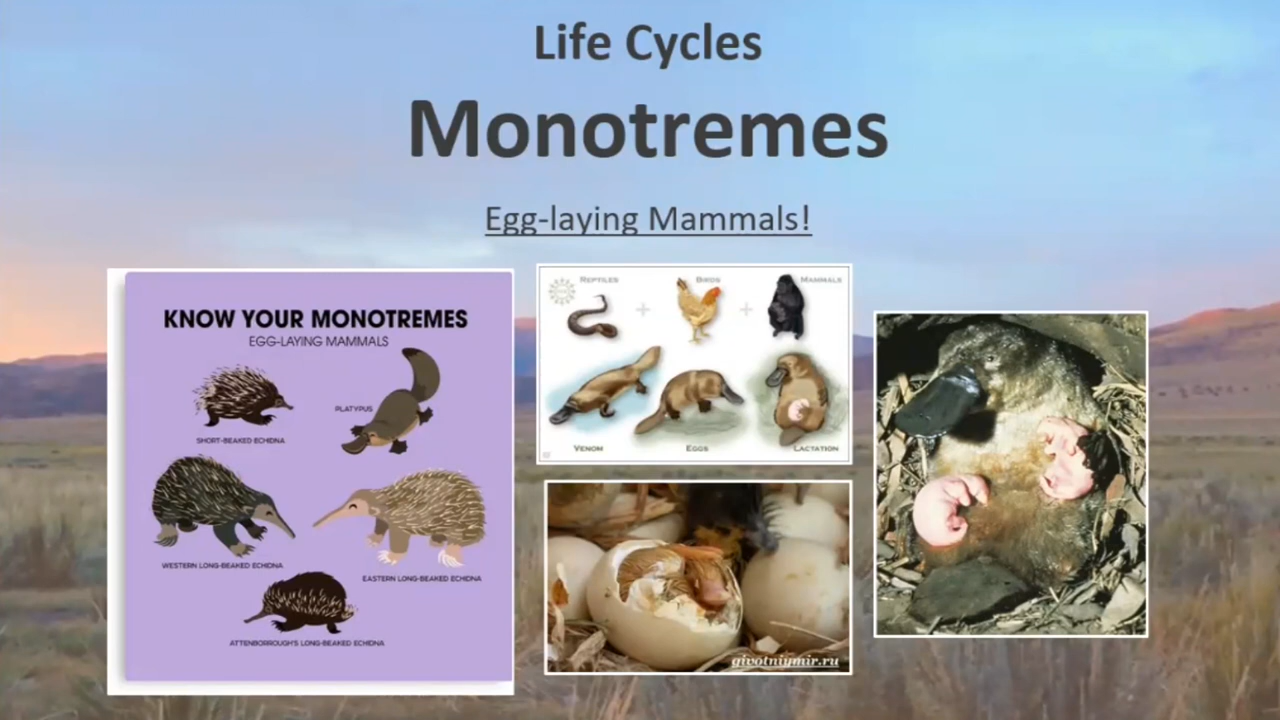 Life Cycles
Monotremes
Egg-laying Mammals!
KNOW YOUR MONOTREMES
EGG-LAYING MAMMALS
SHORT-BEAKED ECHIDNA
PLATYPUS
WESTERN LONG-BEAKED ECHIDNA
EASTERN LONG-BEAKED ECHIDNA
ATTENBOROUGH'S LONG-BEAKED ECHIDNA
REPTILES
BIRDS
MAMMALS
+ +
VENOM
EGGS
LACTATION
givotniymir.ru